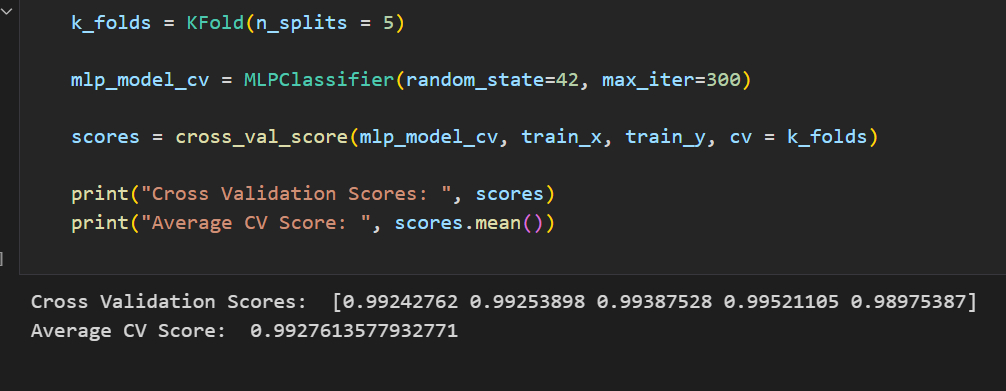 k_folds = KFold(n_splits = 5)
mlp_model_cv = MLPClassifier(random_state=42, max_iter=300)
scores = cross_val_score(mlp_model_cv, train_x, train_y, cv = k_folds)
print("Cross Validation Scores: ", scores)
print("Average CV Score: ", scores.mean())
]
Cross Validation Scores:  [0.99242762 0.99253898 0.99387528 0.99521105 0.98975387]
Average CV Score:  0.9927613577932771